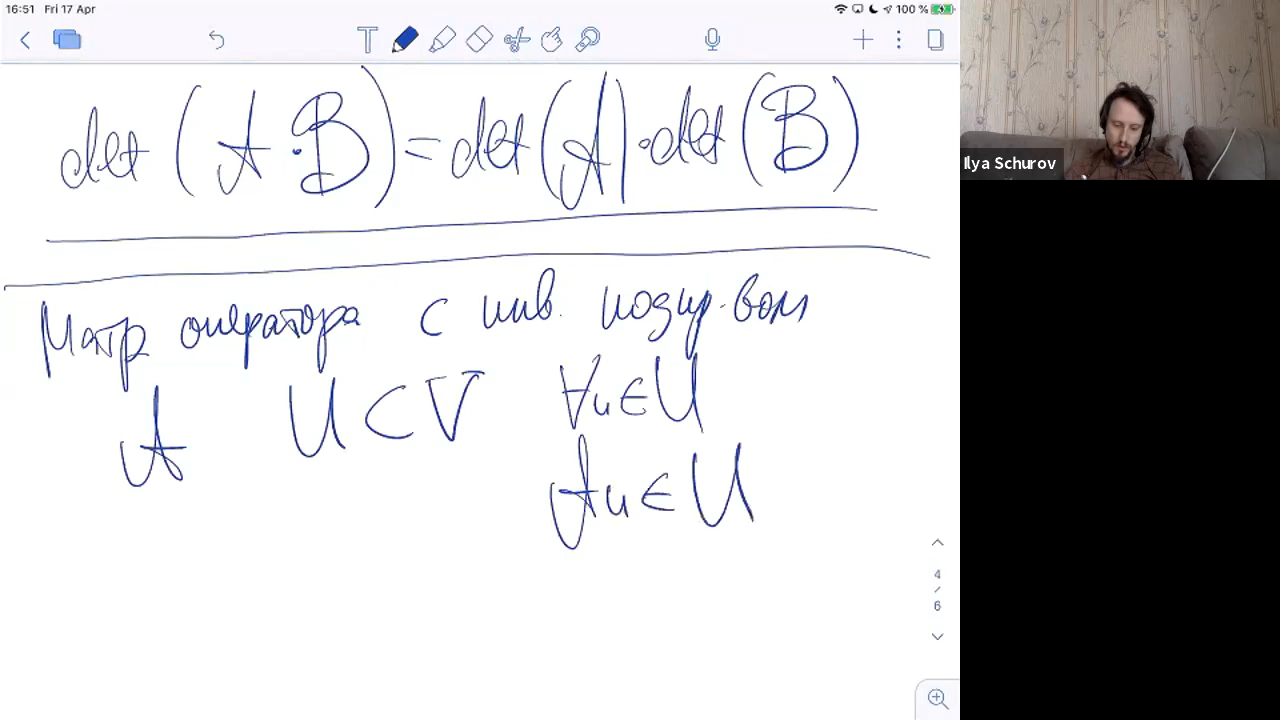 16:51 Fri 17 Apr 100 %
T
det (A · B) = det (A) · det (B)
Ilya Schurov
Матр оператора с инв. подпр-вом
A U ⊂ V ∀u ∈ U
Au ∈ U
4
/
6